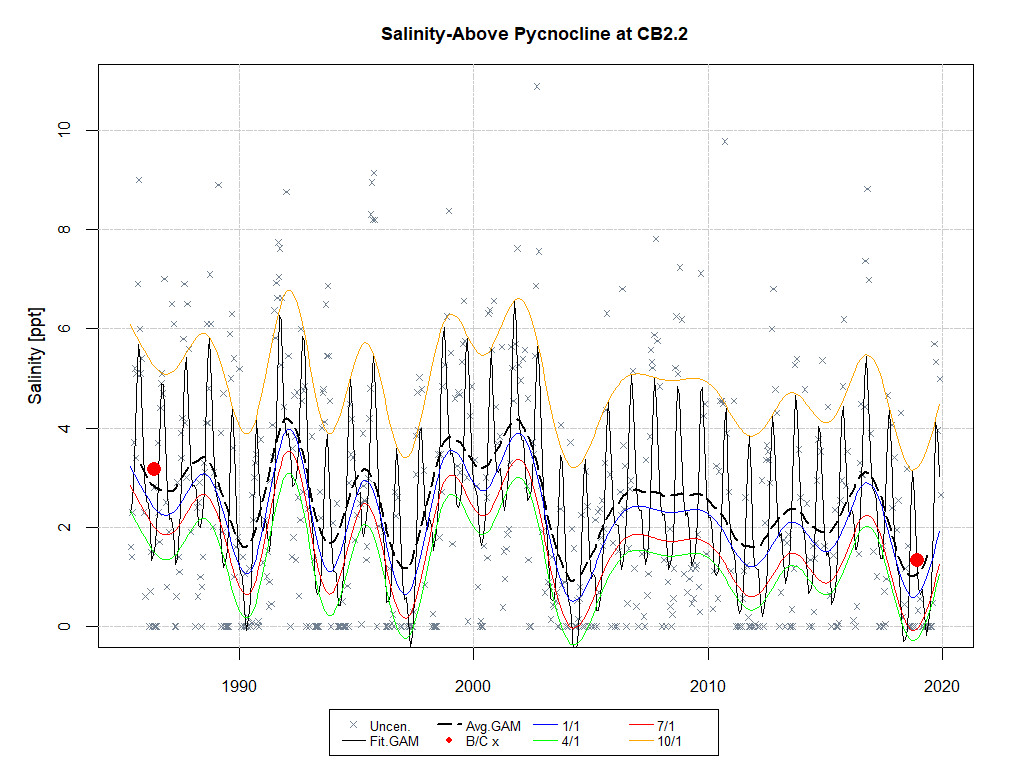 Salinity-Above Pycnocline at CB2.2
Salinity [ppt]
10
8
6
4
2
0
1990 2000 2010 2020
Uncen. Avg.GAM 1/1 7/1
Fit.GAM B/C x 4/1 10/1